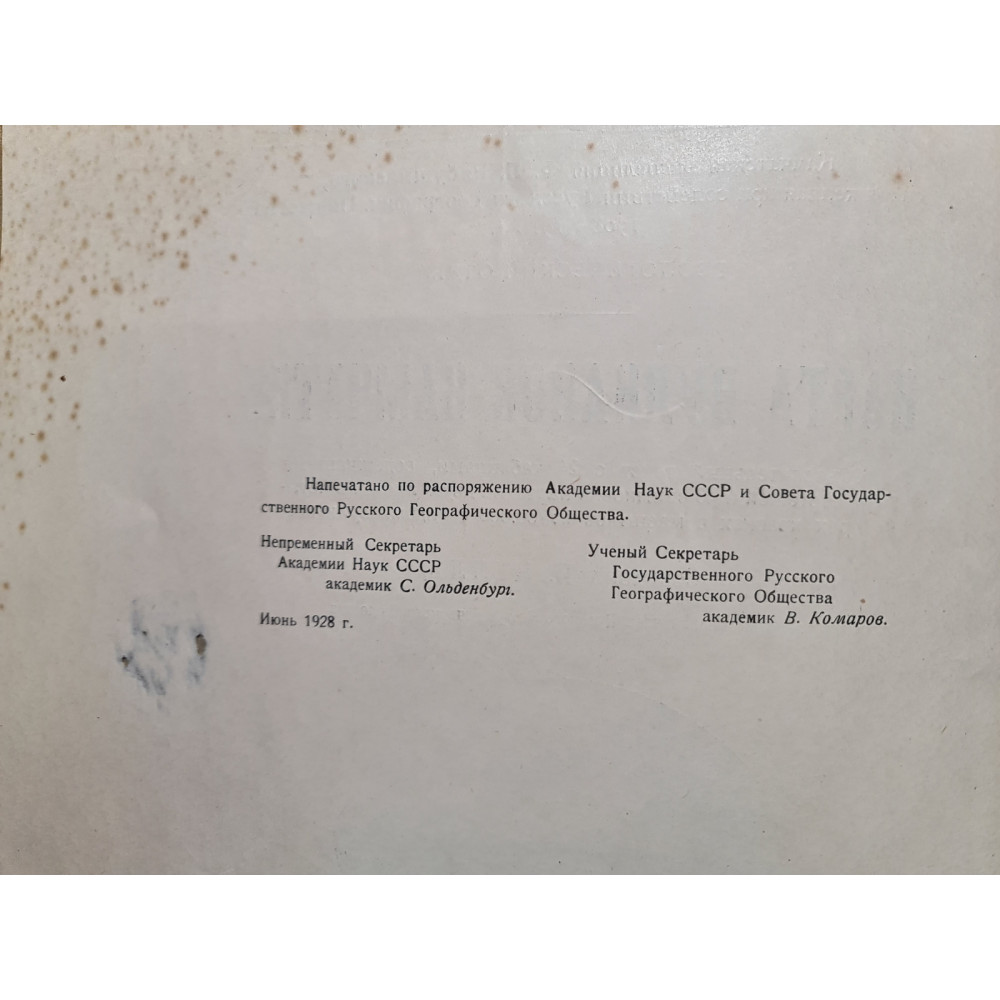 Напечатано по распоряжению Академии Наук СССР и Совета Государ-
ственного Русского Географического Общества.
Непременный Секретарь
Академии Наук СССР
академик С. Ольденбург.
Ученый Секретарь
Государственного Русского
Географического Общества
академик В. Комаров.
Июнь 1928 г.